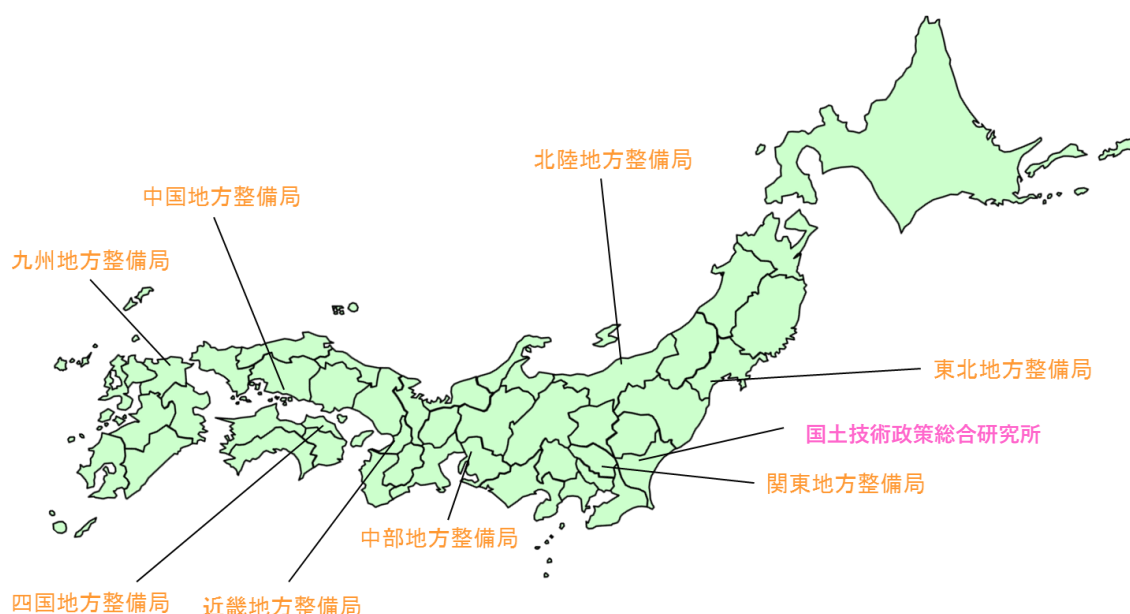 北陸地方整備局
中国地方整備局
九州地方整備局
東北地方整備局
国土技術政策総合研究所
関東地方整備局
中部地方整備局
四国地方整備局
近畿地方整備局